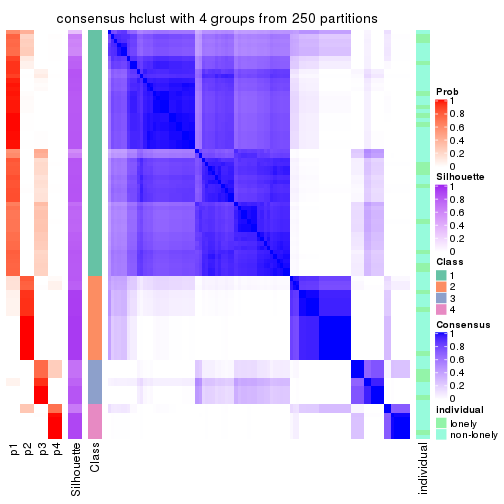 consensus hclust with 4 groups from 250 partitions
Prob
1
0.8
0.6
0.4
0.2
0
Silhouette
1
0.8
0.6
0.4
0.2
0
Class
1
2
3
4
Consensus
1
0.8
0.6
0.4
0.2
0
individual
lonely
non-lonely
p1
p2
p3
p4
Silhouette
Class
individual